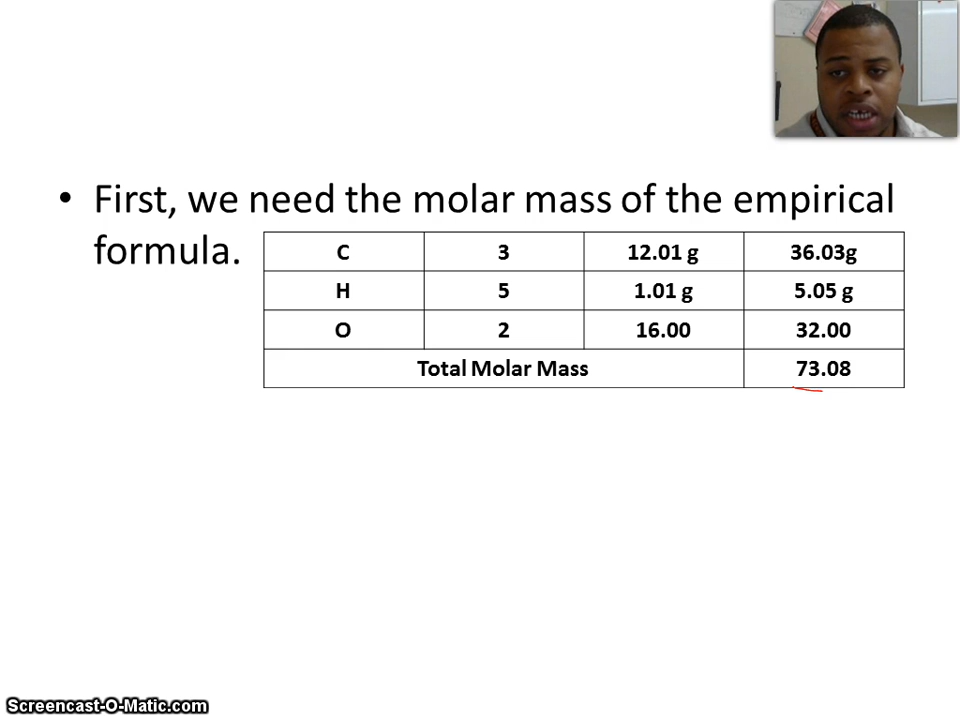 • First, we need the molar mass of the empirical
formula.
C 3 12.01 g 36.03g
H 5 1.01 g 5.05 g
O 2 16.00 32.00
Total Molar Mass 73.08
Screencast-O-Matic.com